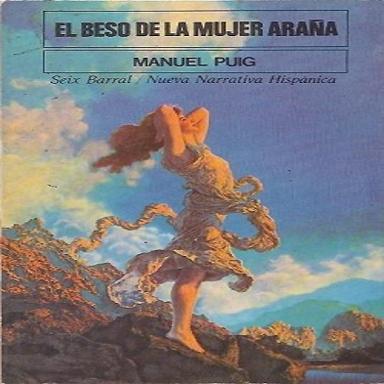 EL BESO DE LA MUJER ARAÑA
MANUEL PUIG
Seix Barral / Nueva Narrativa Hispánica